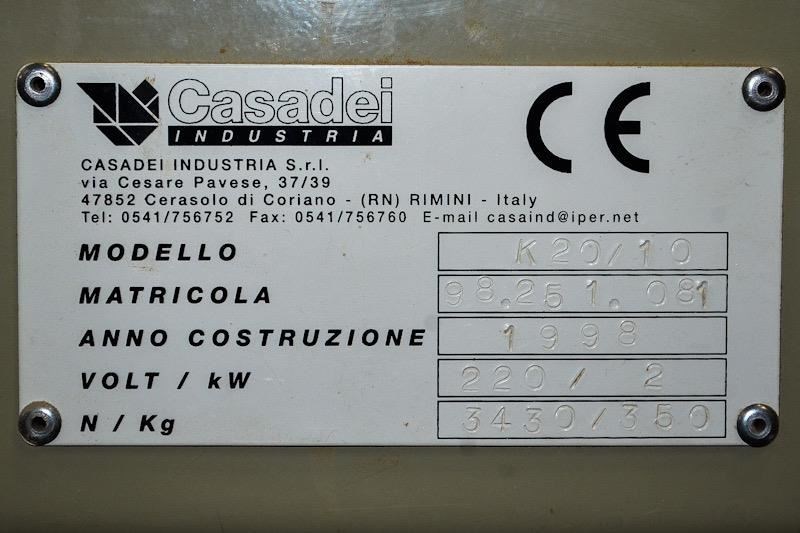 Casadei
INDUSTRIA
CE
CASADEI INDUSTRIA S.r.l.
via Cesare Pavese, 37/39
47852 Cerasolo di Coriano - (RN) RIMINI - Italy
Tel: 0541/756752 Fax: 0541/756760 E-mail casaind@iper.net
MODELLO K20/10
MATRICOLA 98.251.081
ANNO COSTRUZIONE 1998
VOLT / kW 220/ 2
N / Kg 3430/350